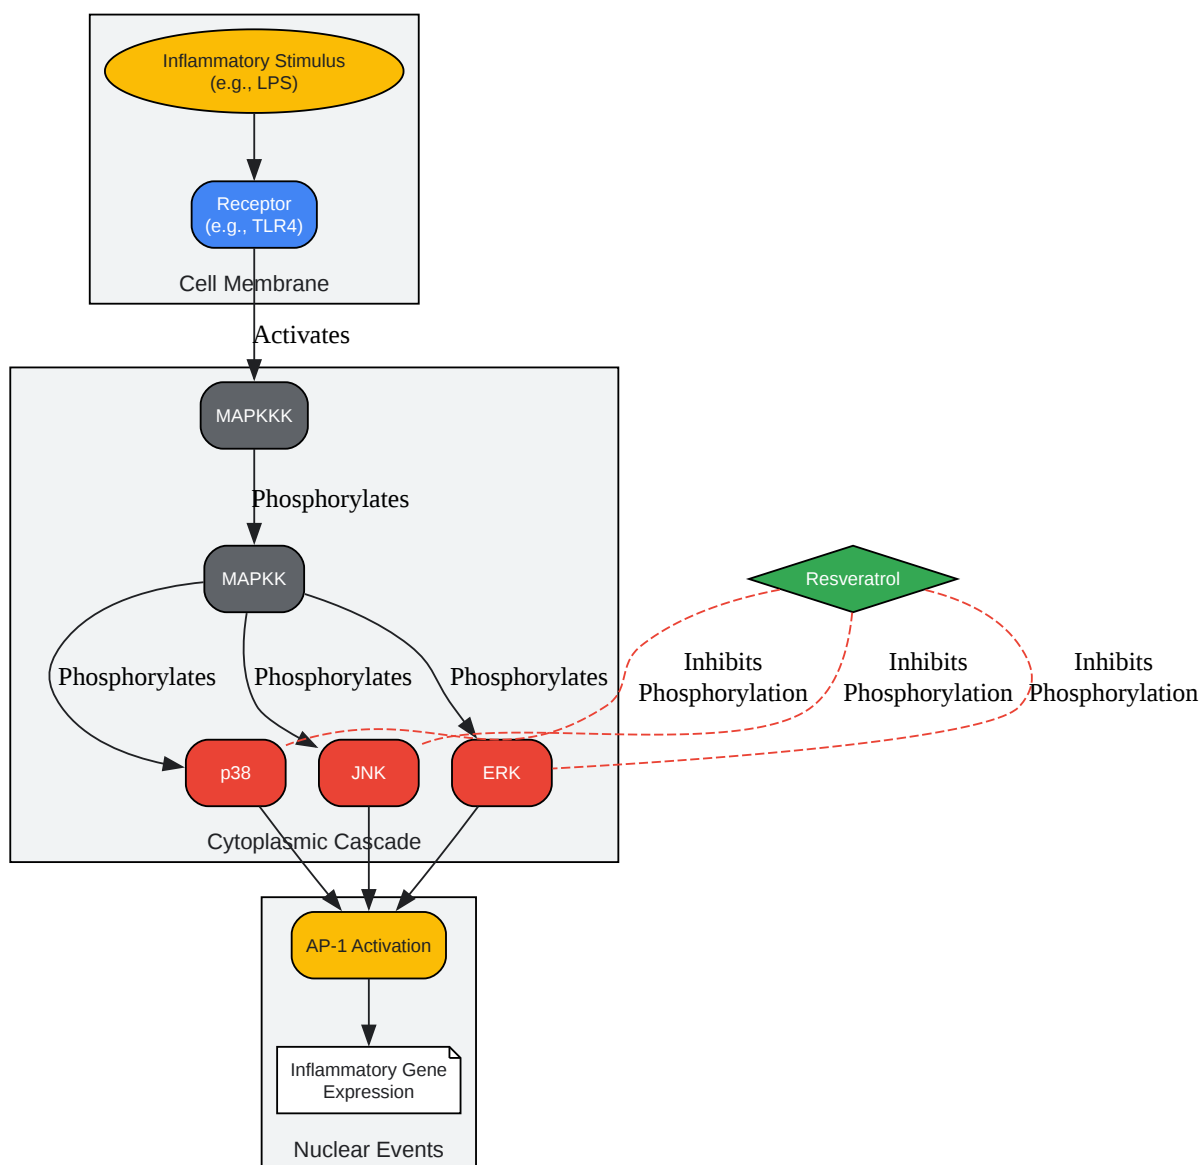 Inflammatory Stimulus
(e.g., LPS)
Receptor
(e.g., TLR4)
Cell Membrane
Activates
MAPKKK
Phosphorylates
MAPKK
Resveratrol
Phosphorylates
Phosphorylates
Phosphorylates
Inhibits
Phosphorylation
Inhibits
Phosphorylation
Inhibits
Phosphorylation
p38
JNK
ERK
Cytoplasmic Cascade
AP-1 Activation
Inflammatory Gene
Expression
Nuclear Events